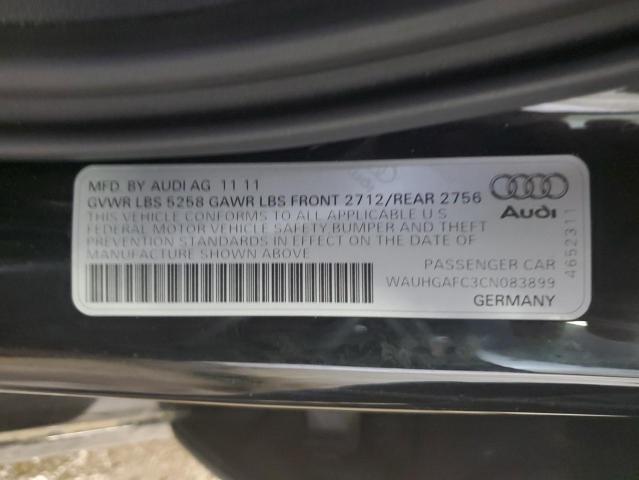 MFD. BY AUDI AG 11 11
GVWR LBS 5258 GAWR LBS FRONT 2712/REAR 2756
THIS VEHICLE CONFORMS TO ALL APPLICABLE U S
FEDERAL MOTOR VEHICLE SAFETY BUMPER AND THEFT
PREVENTION STANDARDS IN EFFECT ON THE DATE OF
MANUFACTURE SHOWN ABOVE
PASSENGER CAR
WAUHGAFC3CN083899
GERMANY
Audi
4652311